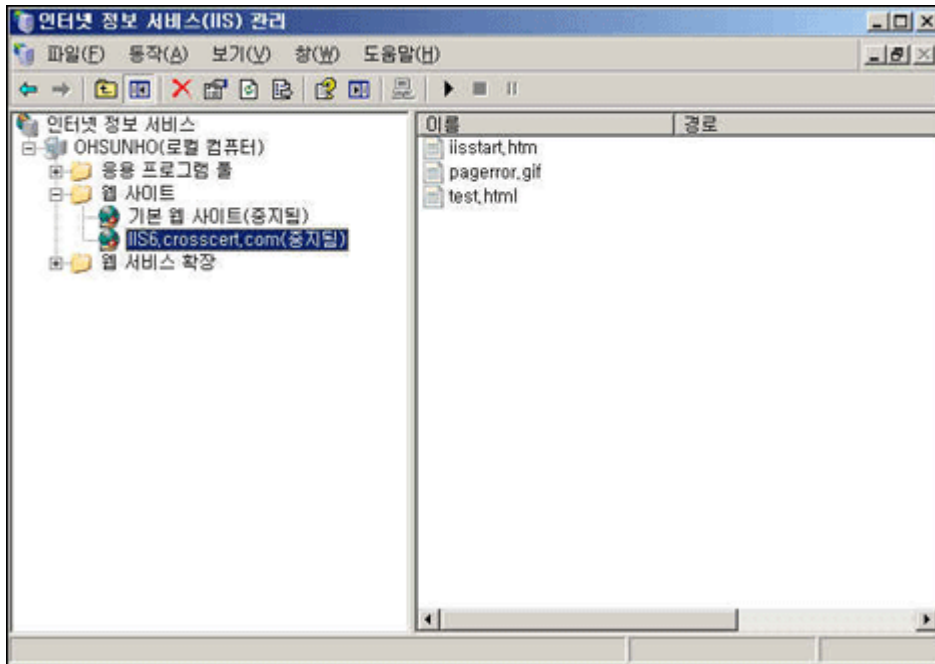 인터넷 정보 서비스(IIS) 관리
파일(F) 동작(A) 보기(V) 창(W) 도움말(H)
인터넷 정보 서비스
OHSUNHO(로컬 컴퓨터)
응용 프로그램 풀
웹 사이트
기본 웹 사이트(중지됨)
IIS6.crosscert.com(중지됨)
웹 서비스 확장
이름 경로
iisstart.htm
pagerror.gif
test.html